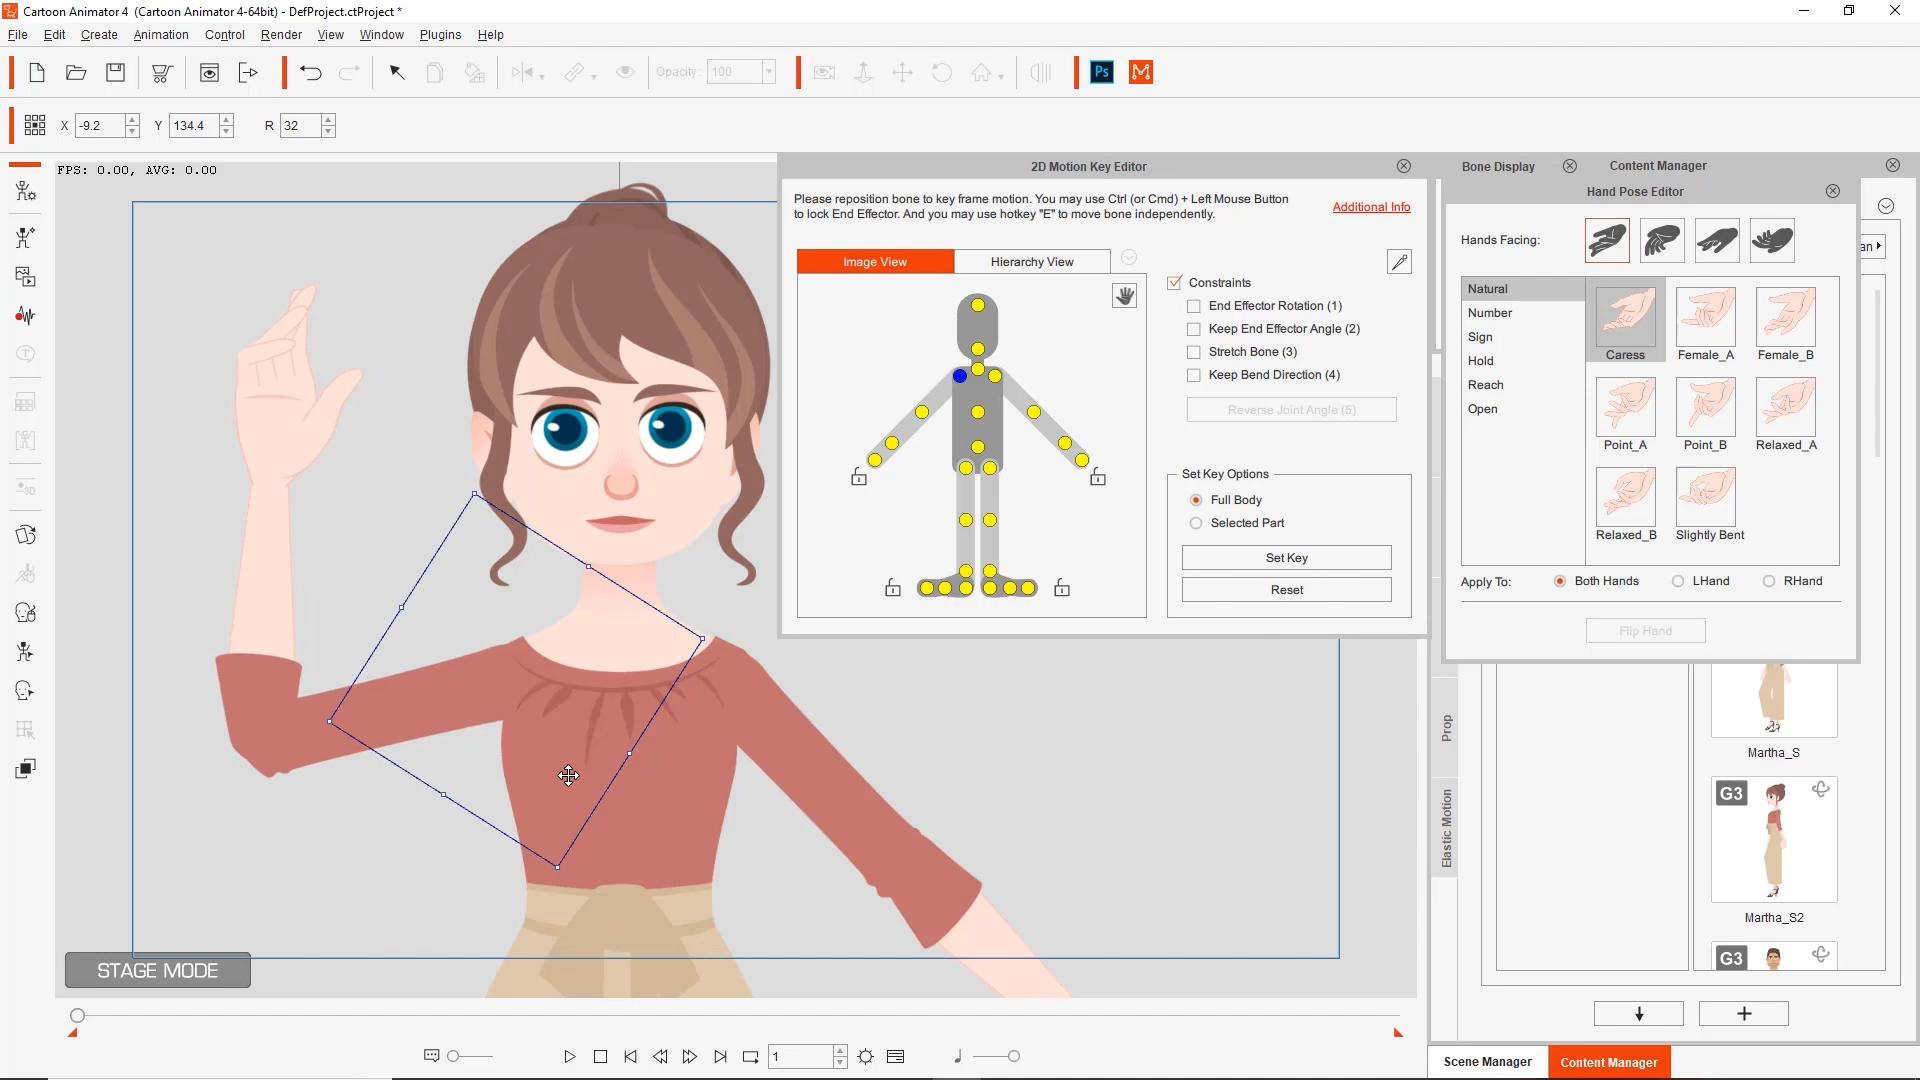 Cartoon Animator 4 (Cartoon Animator 4-64bit) - DefProject.ctProject *
File Edit Create Animation Control Render View Window Plugins Help
Opacity: 100
Ps
X -9.2 Y 134.4 R 32
FPS: 0.00, AVG: 0.00
2D Motion Key Editor
Please reposition bone to key frame motion. You may use Ctrl (or Cmd) + Left Mouse Button
to lock End Effector. And you may use hotkey "E" to move bone independently.
Additional Info
Image View
Hierarchy View
Constraints
End Effector Rotation (1)
Keep End Effector Angle (2)
Stretch Bone (3)
Keep Bend Direction (4)
Reverse Joint Angle (5)
Set Key Options
Full Body
Selected Part
Set Key
Reset
Bone Display
Content Manager
Hand Pose Editor
Hands Facing:
Natural
Number
Sign
Hold
Reach
Open
Caress
Female_A
Female_B
Point_A
Point_B
Relaxed_A
Relaxed_B
Slightly Bent
Apply To: Both Hands LHand RHand
Flip Hand
an
Prop
Elastic Motion
Martha_S
G3
Martha_S2
G3
STAGE MODE
1
Scene Manager
Content Manager